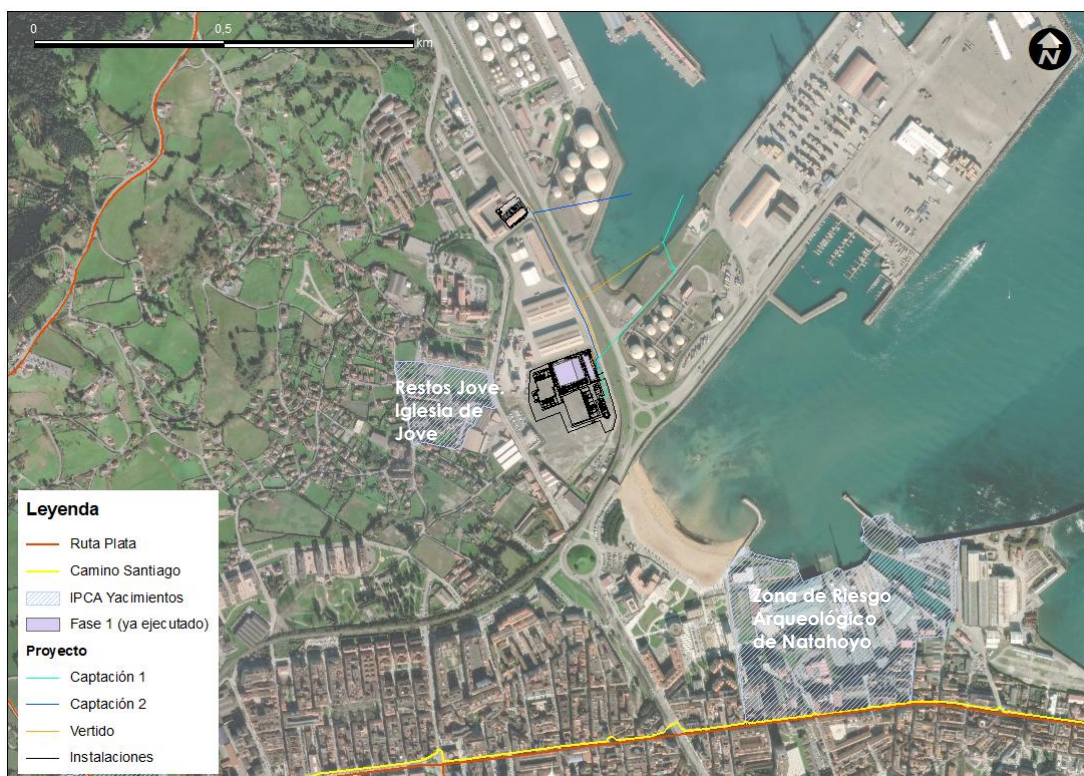 0
0,5
1
km
N
Restos Jove.
Iglesia de
Jove
Zona de Riesgo
Arqueológico
de Natahoyo
Leyenda
Ruta Plata
Camino Santiago
IPCA Yacimientos
Fase 1 (ya ejecutado)
Proyecto
Captación 1
Captación 2
Vertido
Instalaciones